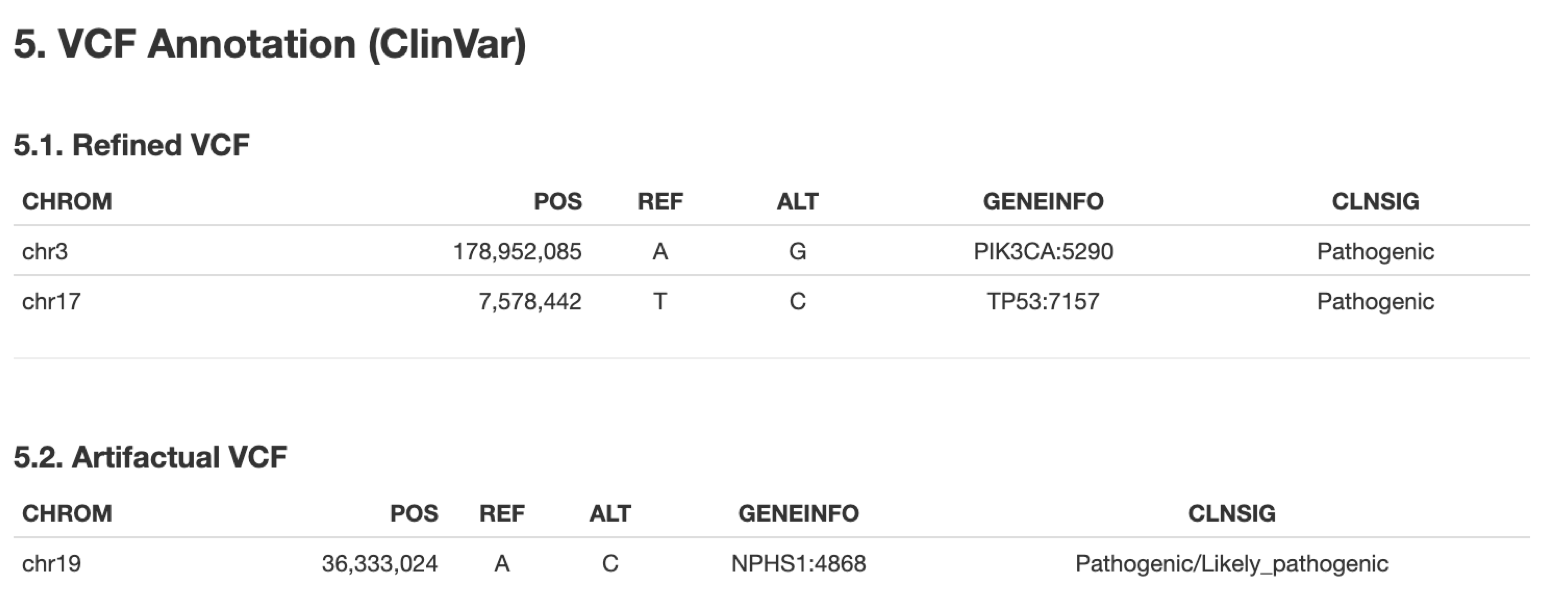 5. VCF Annotation (ClinVar)
5.1. Refined VCF
CHROM POS REF ALT GENEINFO CLNSIG
chr3 178,952,085 A G PIK3CA:5290 Pathogenic
chr17 7,578,442 T C TP53:7157 Pathogenic
5.2. Artifactual VCF
CHROM POS REF ALT GENEINFO CLNSIG
chr19 36,333,024 A C NPHS1:4868 Pathogenic/Likely_pathogenic